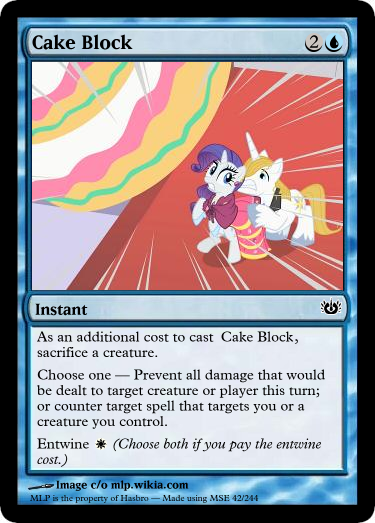 Cake Block 2
Instant
As an additional cost to cast Cake Block,
sacrifice a creature.
Choose one — Prevent all damage that would
be dealt to target creature or player this turn;
or counter target spell that targets you or a
creature you control.
Entwine (Choose both if you pay the entwine
cost.)
Image c/o mlp.wikia.com
MLP is the property of Hasbro — Made using MSE 42/244